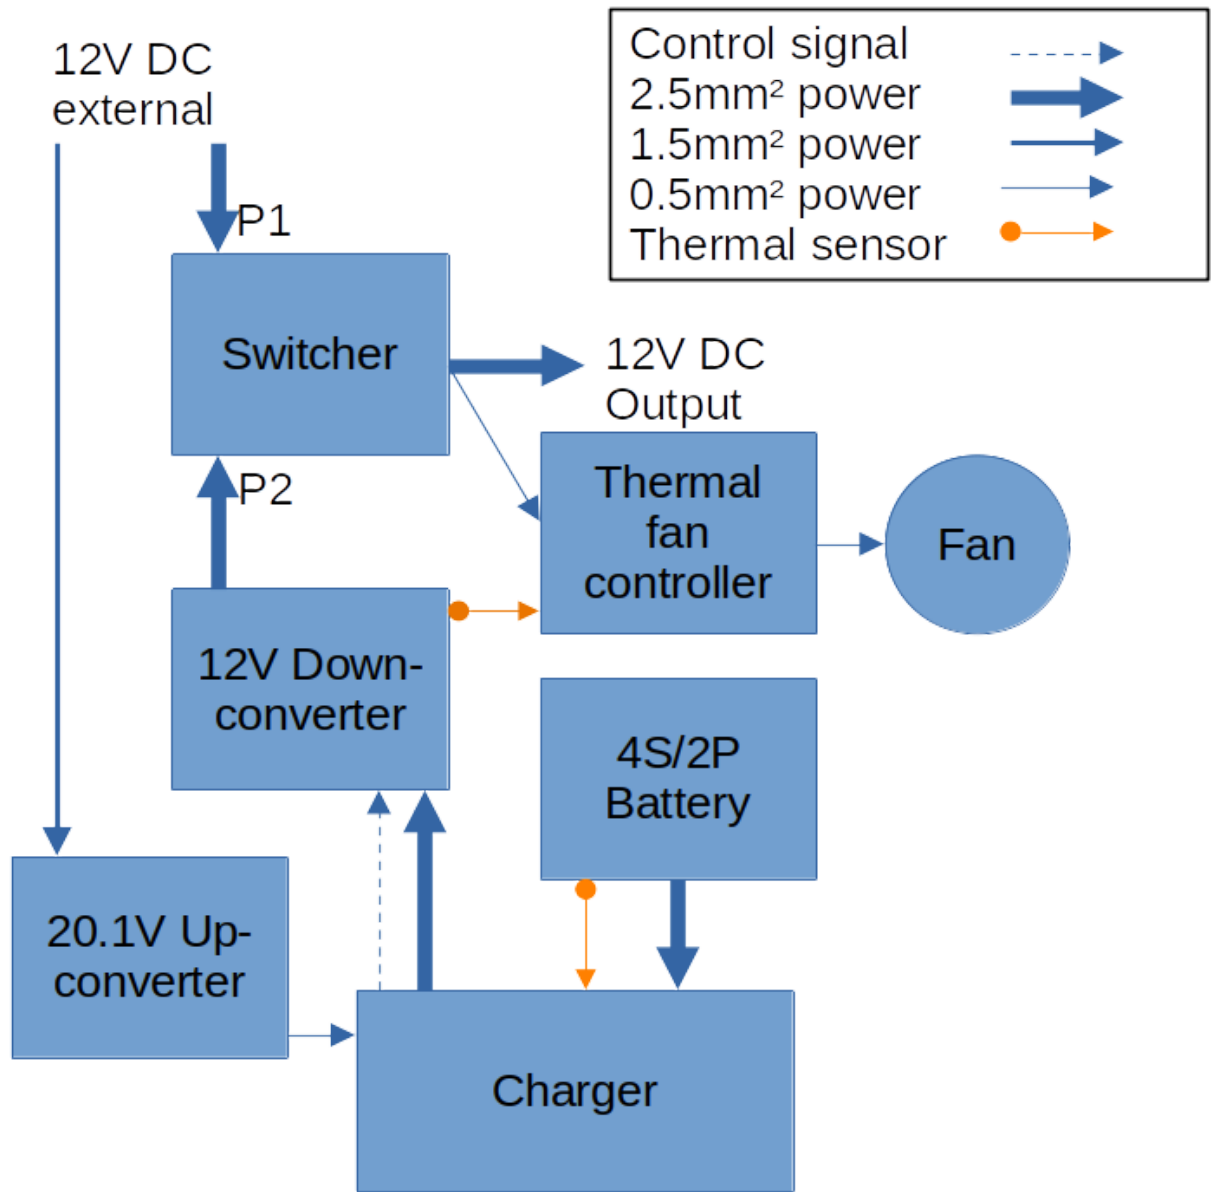 12V DC
external
Control signal
2.5mm² power
1.5mm² power
0.5mm² power
Thermal sensor
P1
Switcher
12V DC
Output
P2
Thermal
fan
controller
Fan
12V Down-
converter
4S/2P
Battery
20.1V Up-
converter
Charger